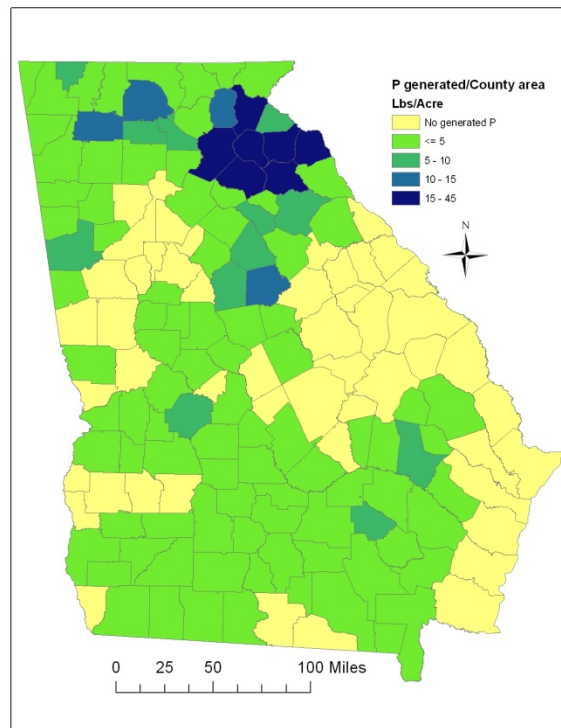 P generated/County area
Lbs/Acre
No generated P
<= 5
5 - 10
10 - 15
15 - 45
N
0 25 50 100 Miles